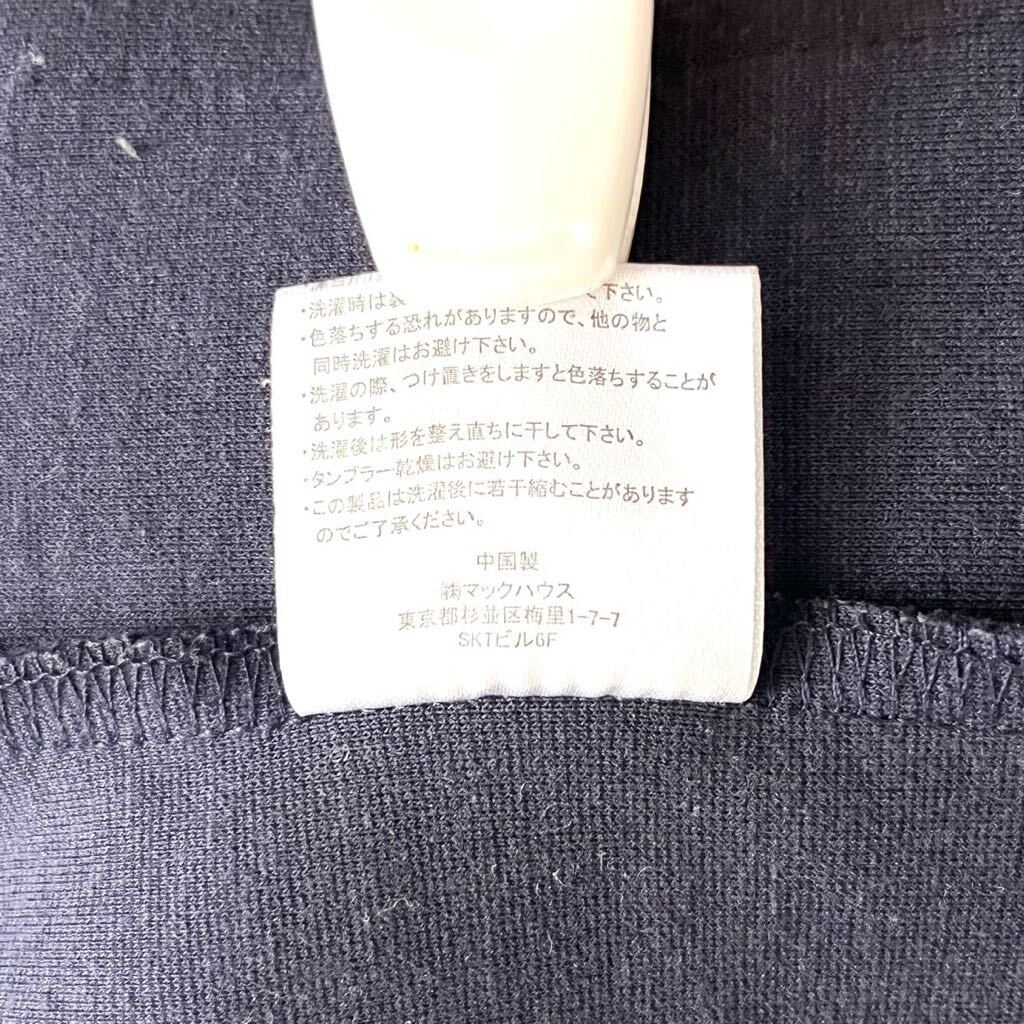 ・洗濯時は裏
て下さい。
・色落ちする恐れがありますので、他の物と
同時洗濯はお避け下さい。
・洗濯の際、つけ置きをしますと色落ちすることが
あります。
・洗濯後は形を整え直ちに干して下さい。
・タンブラー乾燥はお避け下さい。
・この製品は洗濯後に若干縮むことがあります
のでご了承ください。
中国製
㈱マックハウス
東京都杉並区梅里1-7-7
SKTビル6F